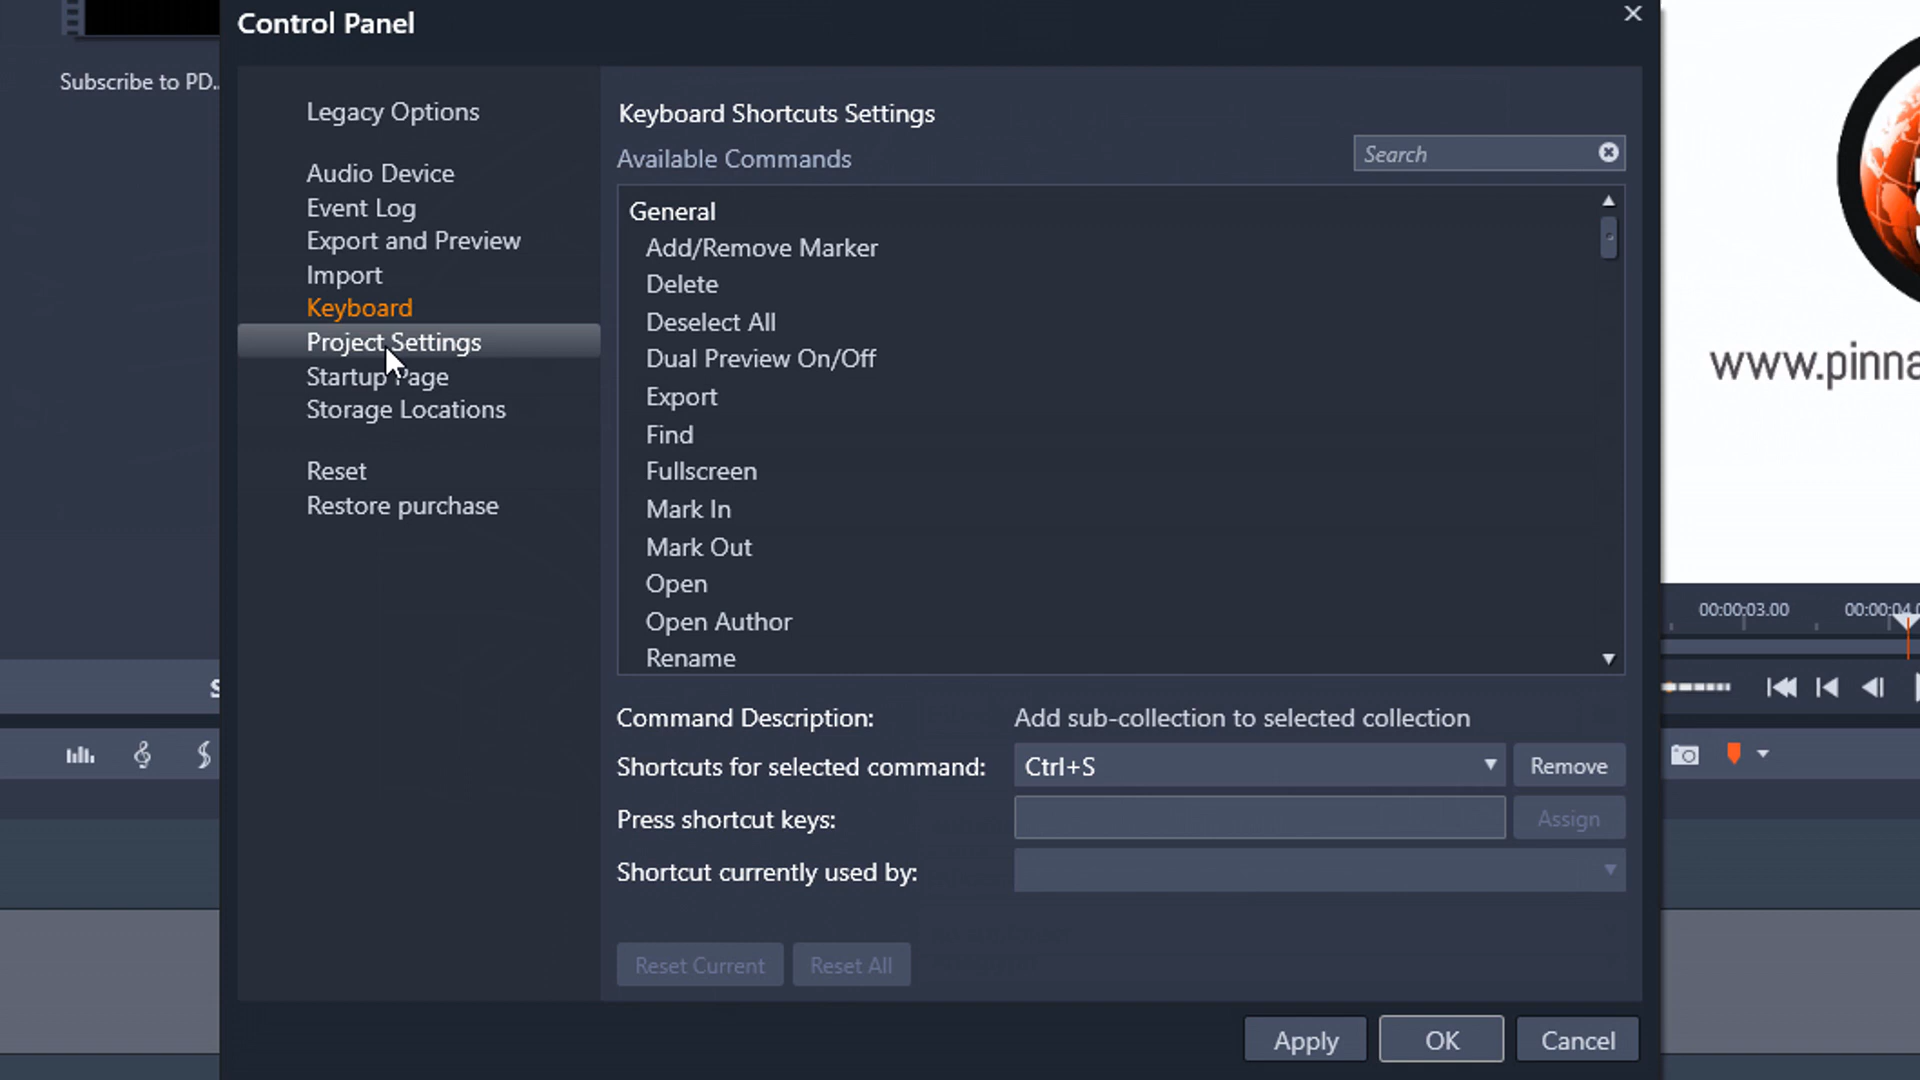 Control Panel
Subscribe to PD..
Legacy Options
Audio Device
Event Log
Export and Preview
Import
Keyboard
Project Settings
Startup Page
Storage Locations
Reset
Restore purchase
Keyboard Shortcuts Settings
Available Commands
Search
General
Add/Remove Marker
Delete
Deselect All
Dual Preview On/Off
Export
Find
Fullscreen
Mark In
Mark Out
Open
Open Author
Rename
Command Description: Add sub-collection to selected collection
Shortcuts for selected command: Ctrl+S Remove
Press shortcut keys: Assign
Shortcut currently used by:
Reset Current Reset All
Apply OK Cancel
www.pinna
00:00:03.00 00:00:04.0